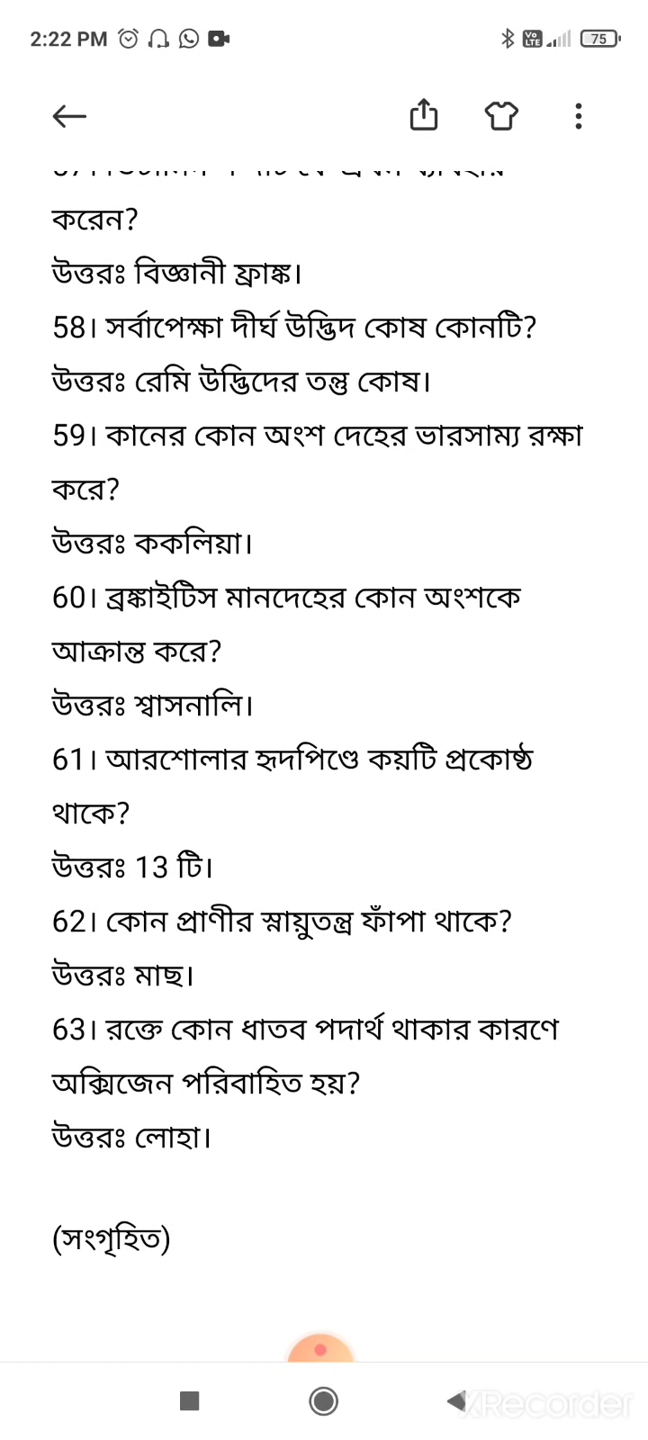 2:22 PM
VoLTE
75
করেন?
উত্তরঃ বিজ্ঞানী ফ্রাঙ্ক।
58। সর্বাপেক্ষা দীর্ঘ উদ্ভিদ কোষ কোনটি?
উত্তরঃ রেমি উদ্ভিদের তন্তু কোষ।
59। কানের কোন অংশ দেহের ভারসাম্য রক্ষা
করে?
উত্তরঃ ককলিয়া।
60। ব্রঙ্কাইটিস মানদেহের কোন অংশকে
আক্রান্ত করে?
উত্তরঃ শ্বাসনালি।
61। আরশোলার হৃদপিণ্ডে কয়টি প্রকোষ্ঠ
থাকে?
উত্তরঃ 13 টি।
62। কোন প্রাণীর স্নায়ুতন্ত্র ফাঁপা থাকে?
উত্তরঃ মাছ।
63। রক্তে কোন ধাতব পদার্থ থাকার কারণে
অক্সিজেন পরিবাহিত হয়?
উত্তরঃ লোহা।
(সংগৃহিত)
XRecorder